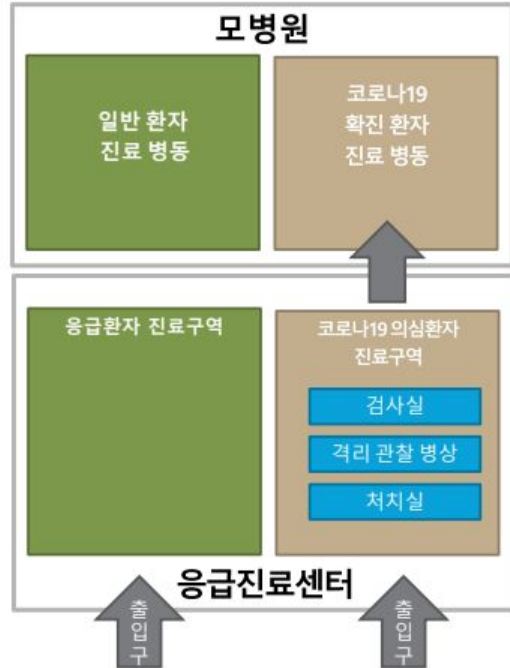 모병원
일반 환자
진료 병동
코로나19
확진 환자
진료 병동
응급환자 진료구역
코로나19 의심환자
진료구역
검사실
격리 관찰 병상
처치실
응급진료센터
출입구
출입구